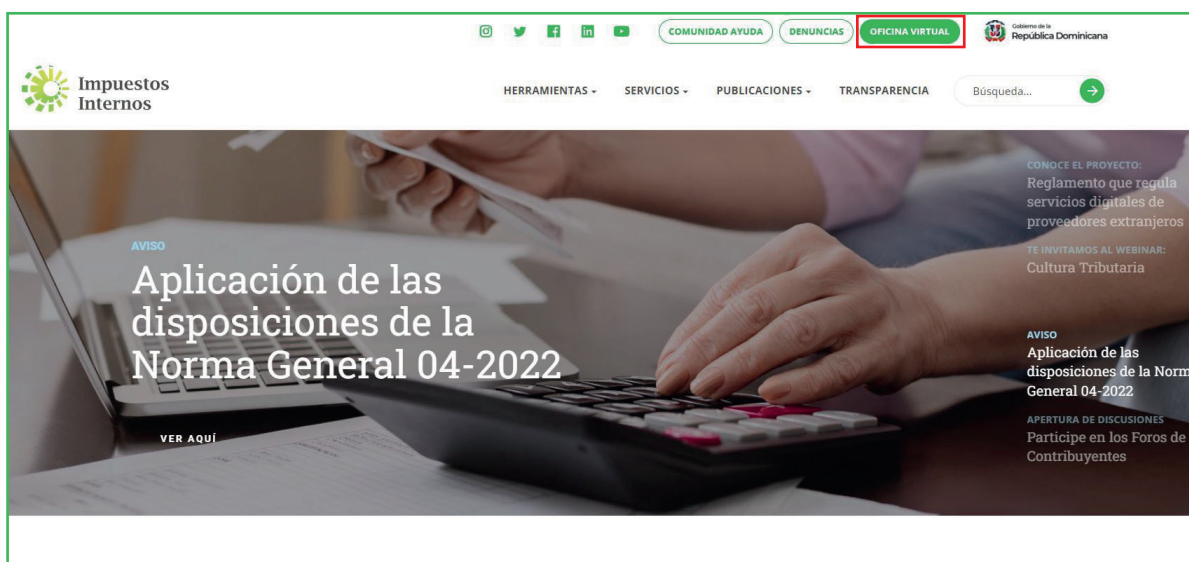 COMUNIDAD AYUDA
DENUNCIAS
OFICINA VIRTUAL
Gobierno de la
República Dominicana
Impuestos
Internos
HERRAMIENTAS
SERVICIOS
PUBLICACIONES
TRANSPARENCIA
Búsqueda...
AVISO
Aplicación de las
disposiciones de la
Norma General 04-2022
VER AQUÍ
CONOCE EL PROYECTO:
Reglamento que regula
servicios digitales de
proveedores extranjeros
TE INVITAMOS AL WEBINAR:
Cultura Tributaria
AVISO
Aplicación de las
disposiciones de la Norm
General 04-2022
APERTURA DE DISCUSIONES
Participe en los Foros de
Contribuyentes